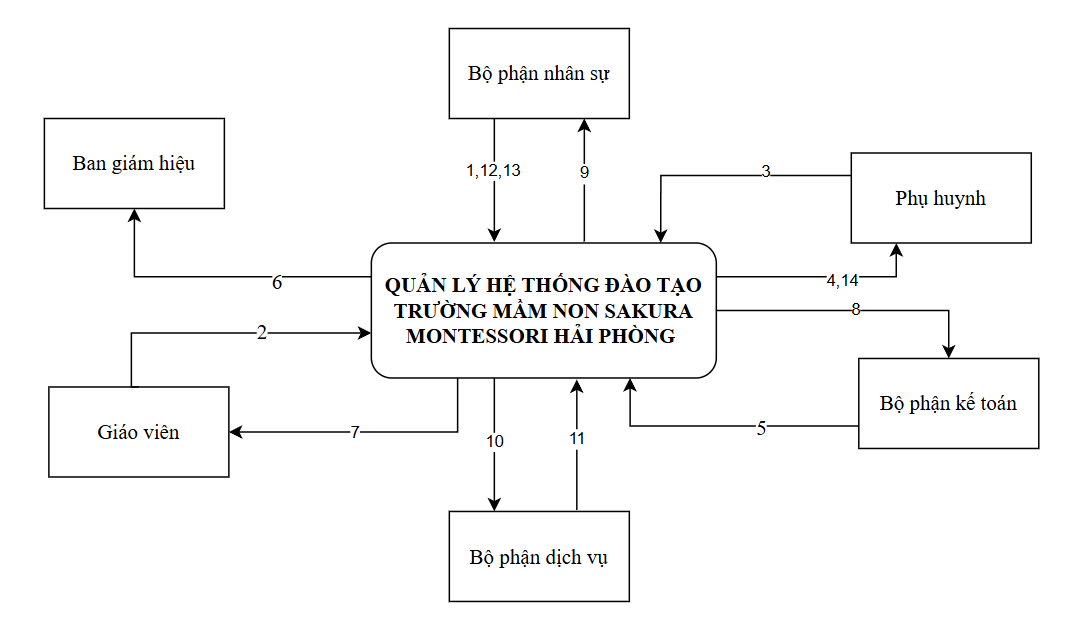 Bộ phận nhân sự
Ban giám hiệu
1,12,13
9
3
Phụ huynh
6
QUẢN LÝ HỆ THỐNG ĐÀO TẠO
TRƯỜNG MẦM NON SAKURA
MONTESSORI HẢI PHÒNG
4,14
8
2
Bộ phận kế toán
Giáo viên
7
10
11
5
Bộ phận dịch vụ